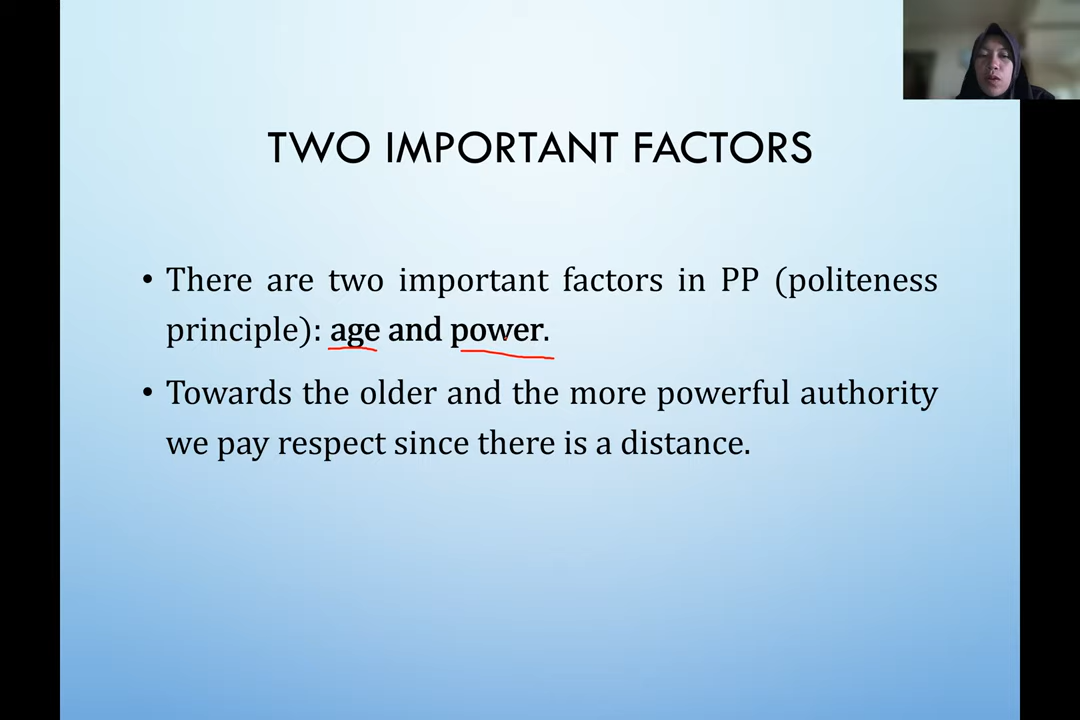 TWO IMPORTANT FACTORS
• There are two important factors in PP (politeness
principle): age and power.
• Towards the older and the more powerful authority
we pay respect since there is a distance.